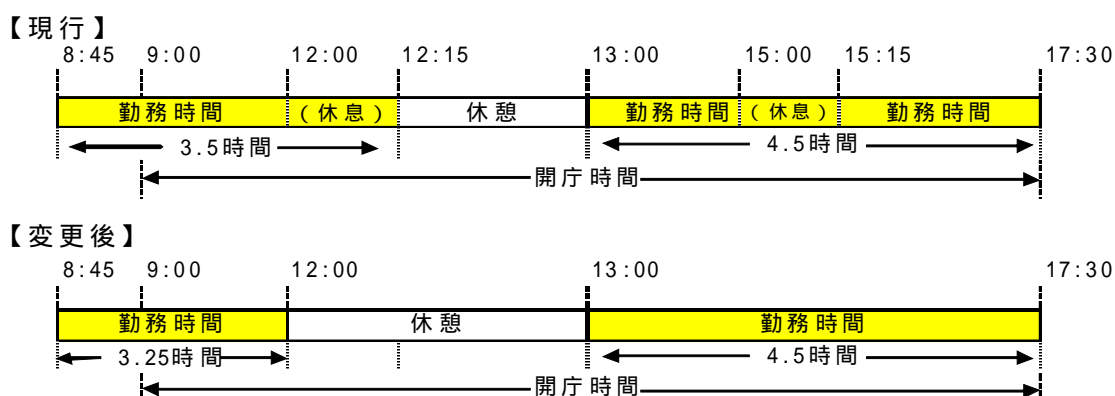 【現行】
8:45 9:00 12:00 12:15 13:00 15:00 15:15 17:30
勤務時間 (休息) 休憩 勤務時間 (休息) 勤務時間
3.5時間 4.5時間
開庁時間
【変更後】
8:45 9:00 12:00 13:00 17:30
勤務時間 休憩 勤務時間
3.25時間 4.5時間
開庁時間